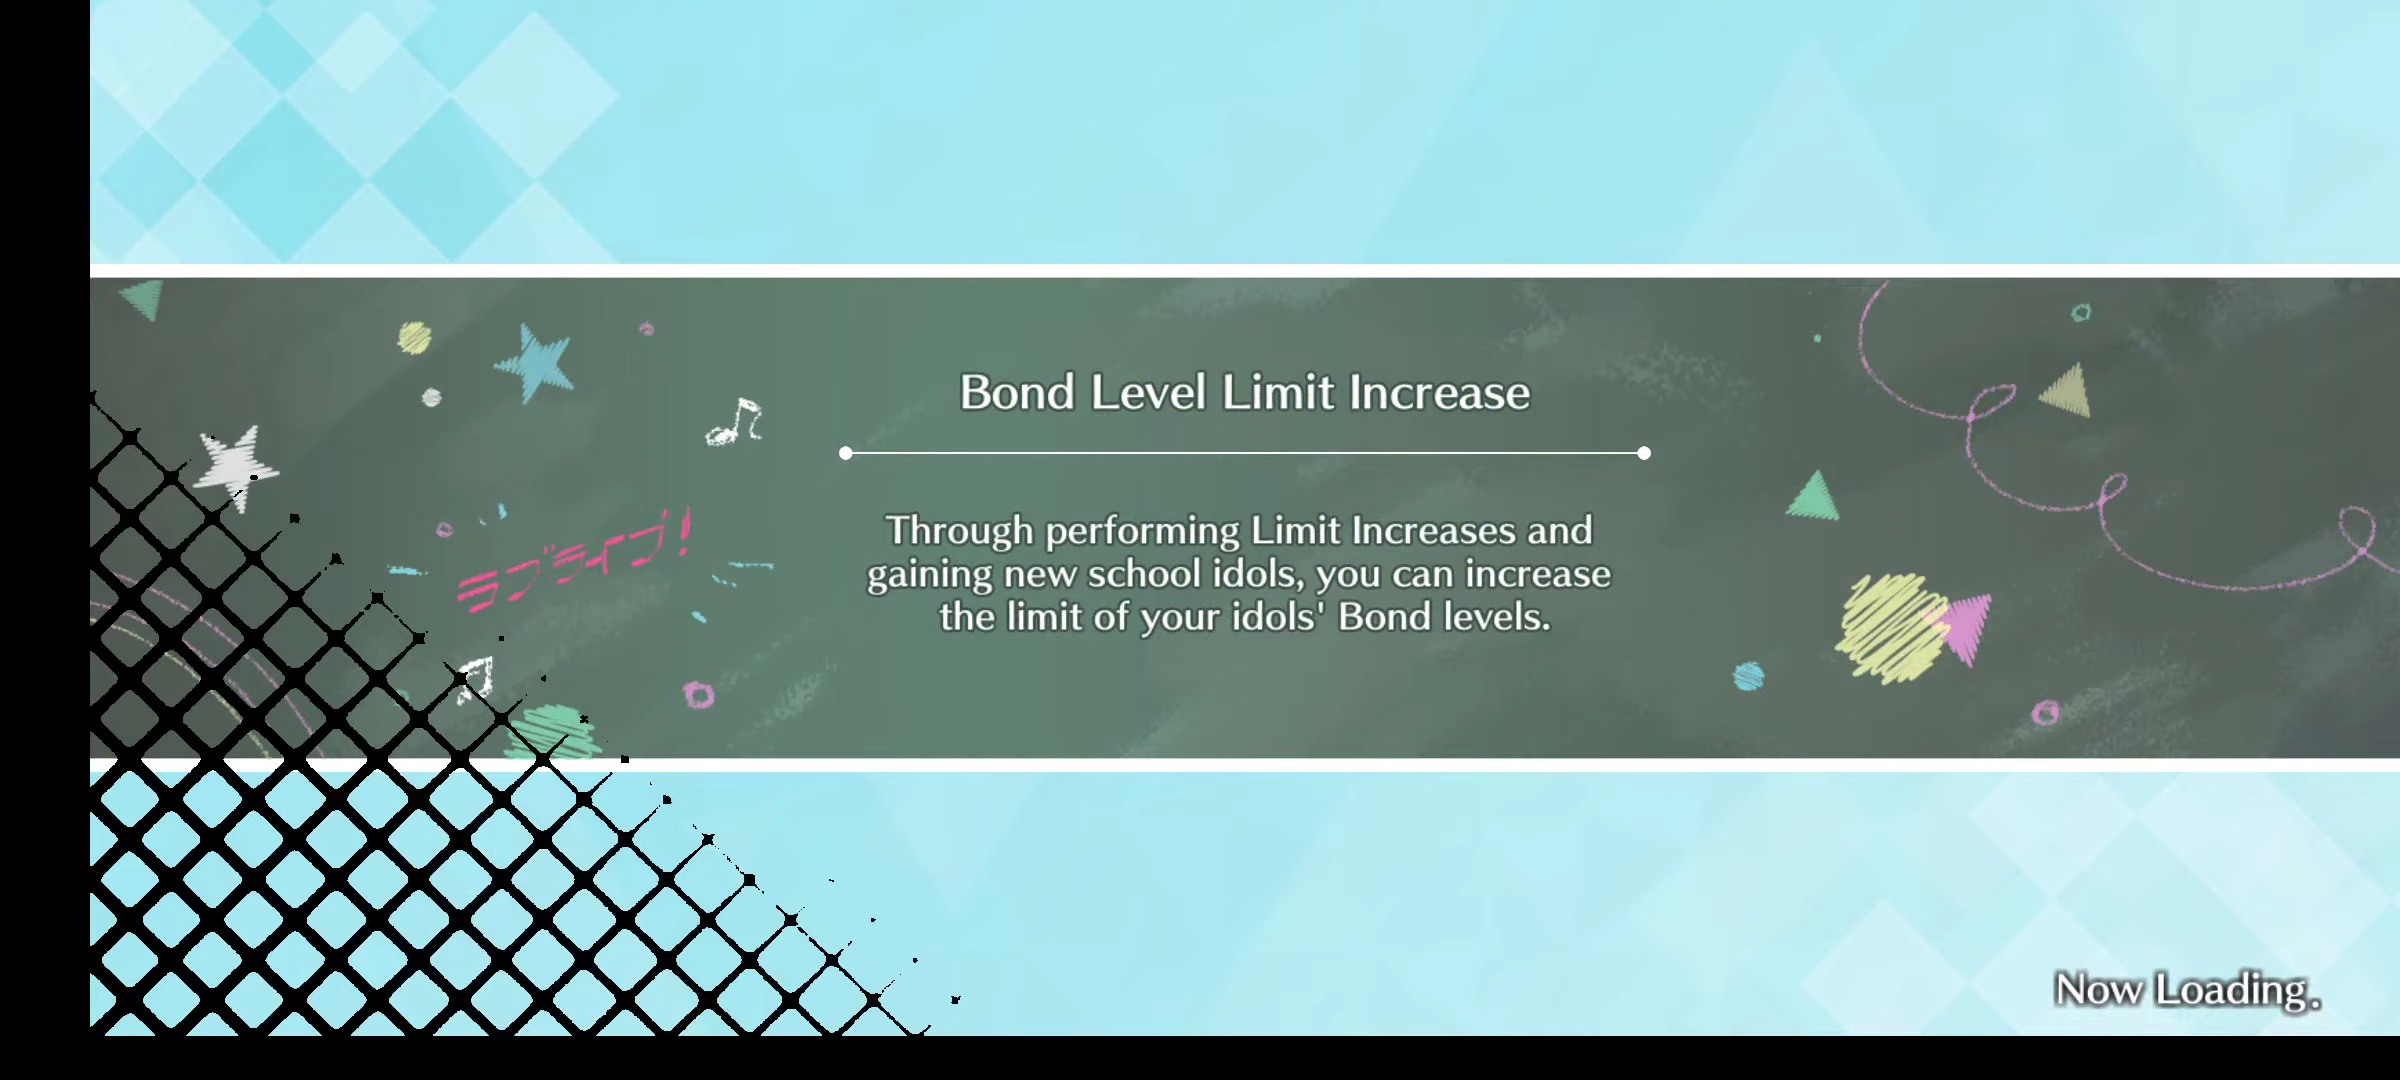 Bond Level Limit Increase
ラブライブ!
Through performing Limit Increases and
gaining new school idols, you can increase
the limit of your idols' Bond levels.
Now Loading.